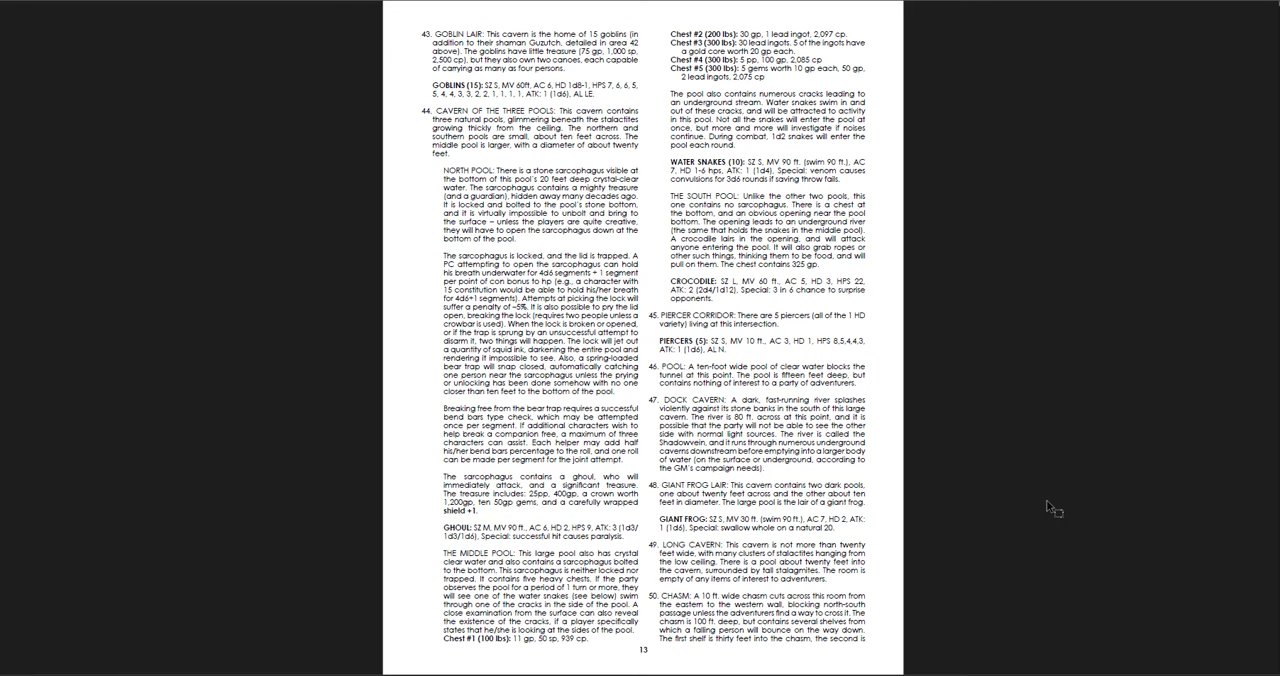 43. GOBLIN LAIR: This cavern is the home of 15 goblins (in
addition to their shaman Guzutch, detailed in area 42
above). The goblins have little treasure (75 gp, 1,000 sp,
2,500 cp), but they also own two canoes, each capable
of carrying as many as four persons.
GOBLINS (15): SZ S, MV 60ft, AC 6, HD 1d8-1, HPS 7, 6, 6, 5,
5, 4, 4, 3, 3, 2, 2, 1, 1, 1, 1, ATK: 1 (1d6), AL LE.
44. CAVERN OF THE THREE POOLS: This cavern contains
three natural pools, glimmering beneath the stalactites
growing thickly from the ceiling. The northern and
southern pools are small, about ten feet across. The
middle pool is larger, with a diameter of about twenty
feet.
NORTH POOL: There is a stone sarcophagus visible at
the bottom of this pool's 20 feet deep crystal-clear
water. The sarcophagus contains a mighty treasure
(and a guardian), hidden away many decades ago.
It is locked and bolted to the pool's stone bottom,
and it is virtually impossible to unbolt and bring to
the surface – unless the players are quite creative,
they will have to open the sarcophagus down at the
bottom of the pool.
The sarcophagus is locked, and the lid is trapped. A
PC attempting to open the sarcophagus can hold
his breath underwater for 4d6 segments + 1 segment
per point of con bonus to hp (e.g., a character with
15 constitution would be able to hold his/her breath
for 4d6+1 segments). Attempts at picking the lock will
suffer a penalty of –5%. It is also possible to pry the lid
open, breaking the lock (requires two people unless a
crowbar is used). When the lock is broken or opened,
or if the trap is sprung by an unsuccessful attempt to
disarm it, two things will happen. The lock will jet out
a quantity of squid ink, darkening the entire pool and
rendering it impossible to see. Also, a spring-loaded
bear trap will snap closed, automatically catching
one person near the sarcophagus unless the prying
or unlocking has been done somehow with no one
closer than ten feet to the bottom of the pool.
Breaking free from the bear trap requires a successful
bend bars type check, which may be attempted
once per segment. If additional characters wish to
help break a companion free, a maximum of three
characters can assist. Each helper may add half
his/her bend bars percentage to the roll, and one roll
can be made per segment for the joint attempt.
The sarcophagus contains a ghoul, who will
immediately attack, and a significant treasure.
The treasure includes: 25pp, 400gp, a crown worth
1,200gp, ten 50gp gems, and a carefully wrapped
shield +1.
GHOUL: SZ M, MV 90 ft., AC 6, HD 2, HPS 9, ATK: 3 (1d3/
1d3/1d6), Special: successful hit causes paralysis.
THE MIDDLE POOL: This large pool also has crystal
clear water and also contains a sarcophagus bolted
to the bottom. This sarcophagus is neither locked nor
trapped. It contains five heavy chests. If the party
observes the pool for a period of 1 turn or more, they
will see one of the water snakes (see below) swim
through one of the cracks in the side of the pool. A
close examination from the surface can also reveal
the existence of the cracks, if a player specifically
states that he/she is looking at the sides of the pool.
Chest #1 (100 lbs): 11 gp, 50 sp, 939 cp.
Chest #2 (200 lbs): 30 gp, 1 lead ingot, 2,097 cp.
Chest #3 (300 lbs): 30 lead ingots. 5 of the ingots have
a gold core worth 20 gp each.
Chest #4 (300 lbs): 5 pp, 100 gp, 2,085 cp
Chest #5 (300 lbs): 5 gems worth 10 gp each, 50 gp,
2 lead ingots, 2,075 cp
The pool also contains numerous cracks leading to
an underground stream. Water snakes swim in and
out of these cracks, and will be attracted to activity
in this pool. Not all the snakes will enter the pool at
once, but more and more will investigate if noises
continue. During combat, 1d2 snakes will enter the
pool each round.
WATER SNAKES (10): SZ S, MV 90 ft. (swim 90 ft.), AC
7, HD 1-6 hps, ATK: 1 (1d4), Special: venom causes
convulsions for 3d6 rounds if saving throw fails.
THE SOUTH POOL: Unlike the other two pools, this
one contains no sarcophagus. There is a chest at
the bottom, and an obvious opening near the pool
bottom. The opening leads to an underground river
(the same that holds the snakes in the middle pool).
A crocodile lairs in the opening, and will attack
anyone entering the pool. It will also grab ropes or
other such things, thinking them to be food, and will
pull on them. The chest contains 325 gp.
CROCODILE: SZ L, MV 60 ft., AC 5, HD 3, HPS 22,
ATK: 2 (2d4/1d12), Special: 3 in 6 chance to surprise
opponents.
45. PIERCER CORRIDOR: There are 5 piercers (all of the 1 HD
variety) living at this intersection.
PIERCERS (5): SZ S, MV 10 ft., AC 3, HD 1, HPS 8,5,4,4,3,
ATK: 1 (1d6), AL N.
46. POOL: A ten-foot wide pool of clear water blocks the
tunnel at this point. The pool is fifteen feet deep, but
contains nothing of interest to a party of adventurers.
47. DOCK CAVERN: A dark, fast-running river splashes
violently against its stone banks in the south of this large
cavern. The river is 80 ft. across at this point, and it is
possible that the party will not be able to see the other
side with normal light sources. The river is called the
Shadowvein, and it runs through numerous underground
caverns downstream before emptying into a larger body
of water (on the surface or underground, according to
the GM's campaign needs).
48. GIANT FROG LAIR: This cavern contains two dark pools,
one about twenty feet across and the other about ten
feet in diameter. The large pool is the lair of a giant frog.
GIANT FROG: SZ S, MV 30 ft. (swim 90 ft.), AC 7, HD 2, ATK:
1 (1d6), Special: swallow whole on a natural 20.
49. LONG CAVERN: This cavern is not more than twenty
feet wide, with many clusters of stalactites hanging from
the low ceiling. There is a pool about twenty feet into
the cavern, surrounded by tall stalagmites. The room is
empty of any items of interest to adventurers.
50. CHASM: A 10 ft. wide chasm cuts across this room from
the eastern to the western wall, blocking north-south
passage unless the adventurers find a way to cross it. The
chasm is 100 ft. deep, but contains several shelves from
which a falling person will bounce on the way down.
The first shelf is thirty feet into the chasm, the second is
13